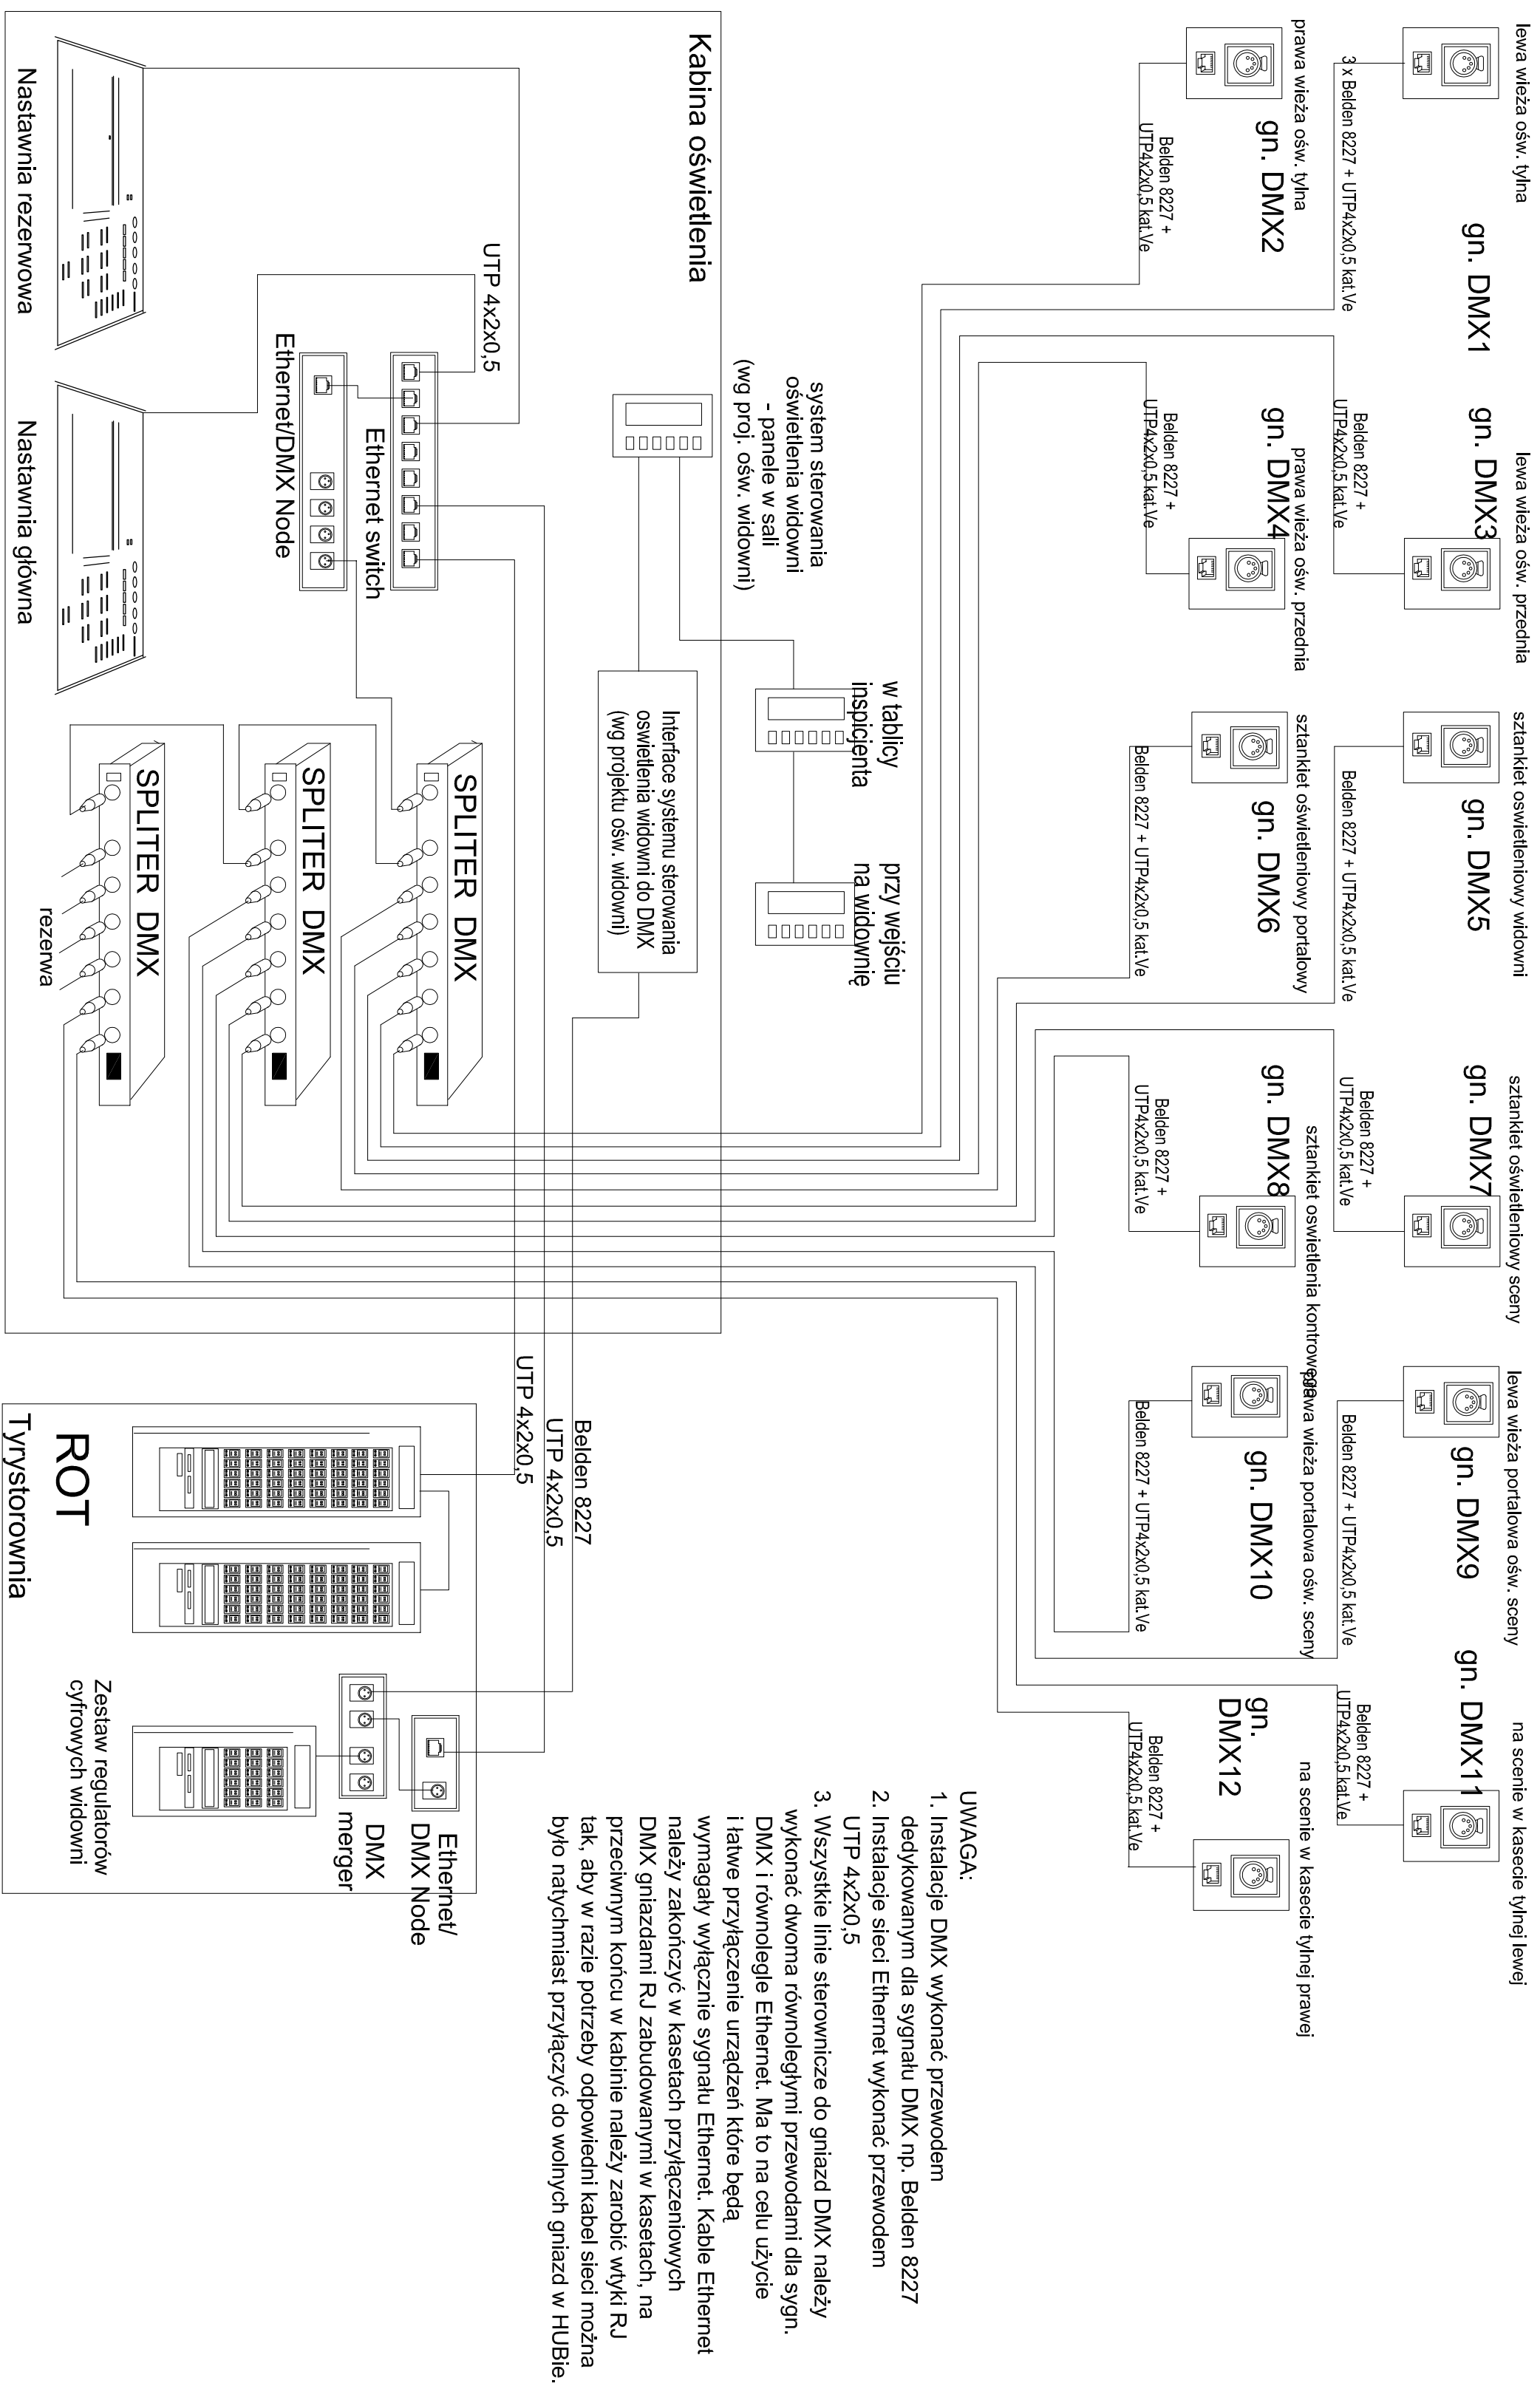 lewa wieża ośw. tylna
gn. DMX1
3 x Belden 8227 + UTP4x2x0,5 kat.Ve
prawa wieża ośw. tylna
gn. DMX2
Belden 8227 +
UTP4x2x0,5 kat.Ve
lewa wieża ośw. przednia
gn. DMX3
Belden 8227 +
UTP4x2x0,5 kat.Ve
prawa wieża ośw. przednia
gn. DMX4
Belden 8227 +
UTP4x2x0,5 kat.Ve
sztankiet oswietleniowy widowni
gn. DMX5
Belden 8227 + UTP4x2x0,5 kat.Ve
sztankiet oświetleniowy portalowy
gn. DMX6
Belden 8227 + UTP4x2x0,5 kat.Ve
sztankiet oświetleniowy sceny
gn. DMX7
Belden 8227 +
UTP4x2x0,5 kat.Ve
sztankiet oswietlenia kontrowego
gn. DMX8
Belden 8227 +
UTP4x2x0,5 kat.Ve
lewa wieża portalowa ośw. sceny
gn. DMX9
Belden 8227 + UTP4x2x0,5 kat.Ve
prawa wieża portalowa ośw. sceny
gn. DMX10
Belden 8227 + UTP4x2x0,5 kat.Ve
na scenie w kasecie tylnej lewej
gn. DMX11
Belden 8227 +
UTP4x2x0,5 kat.Ve
na scenie w kasecie tylnej prawej
gn.
DMX12
Belden 8227 +
UTP4x2x0,5 kat.Ve
system sterowania
oświetlenia widowni
- panele w sali
(wg proj. ośw. widowni)
w tablicy
inspicjenta
przy wejściu
na widownię
Kabina oświetlenia
Interface systemu sterowania
oswietlenia widowni do DMX
(wg projektu ośw. widowni)
UTP 4x2x0,5
Ethernet switch
Ethernet/DMX Node
Nastawnia rezerwowa
Nastawnia główna
SPLITER DMX
SPLITER DMX
SPLITER DMX
rezerwa
Belden 8227
UTP 4x2x0,5
UTP 4x2x0,5
Ethernet/
DMX Node
DMX
merger
Zestaw regulatorów
cyfrowych widowni
ROT
Tyrystorownia
UWAGA:
1. Instalacje DMX wykonać przewodem
dedykowanym dla sygnału DMX np. Belden 8227
2. Instalacje sieci Ethernet wykonać przewodem
UTP 4x2x0,5
3. Wszystkie linie sterownicze do gniazd DMX należy
wykonać dwoma równoległymi przewodami dla sygn.
DMX i równolegle Ethernet. Ma to na celu użycie
i łatwe przyłączenie urządzeń które będą
wymagały wyłącznie sygnału Ethernet. Kable Ethernet
należy zakończyć w kasetach przyłączeniowych
DMX gniazdami RJ zabudowanymi w kasetach, na
przeciwnym końcu w kabinie należy zarobić wtyki RJ
tak, aby w razie potrzeby odpowiedni kabel sieci można
było natychmiast przyłączyć do wolnych gniazd w HUBie.